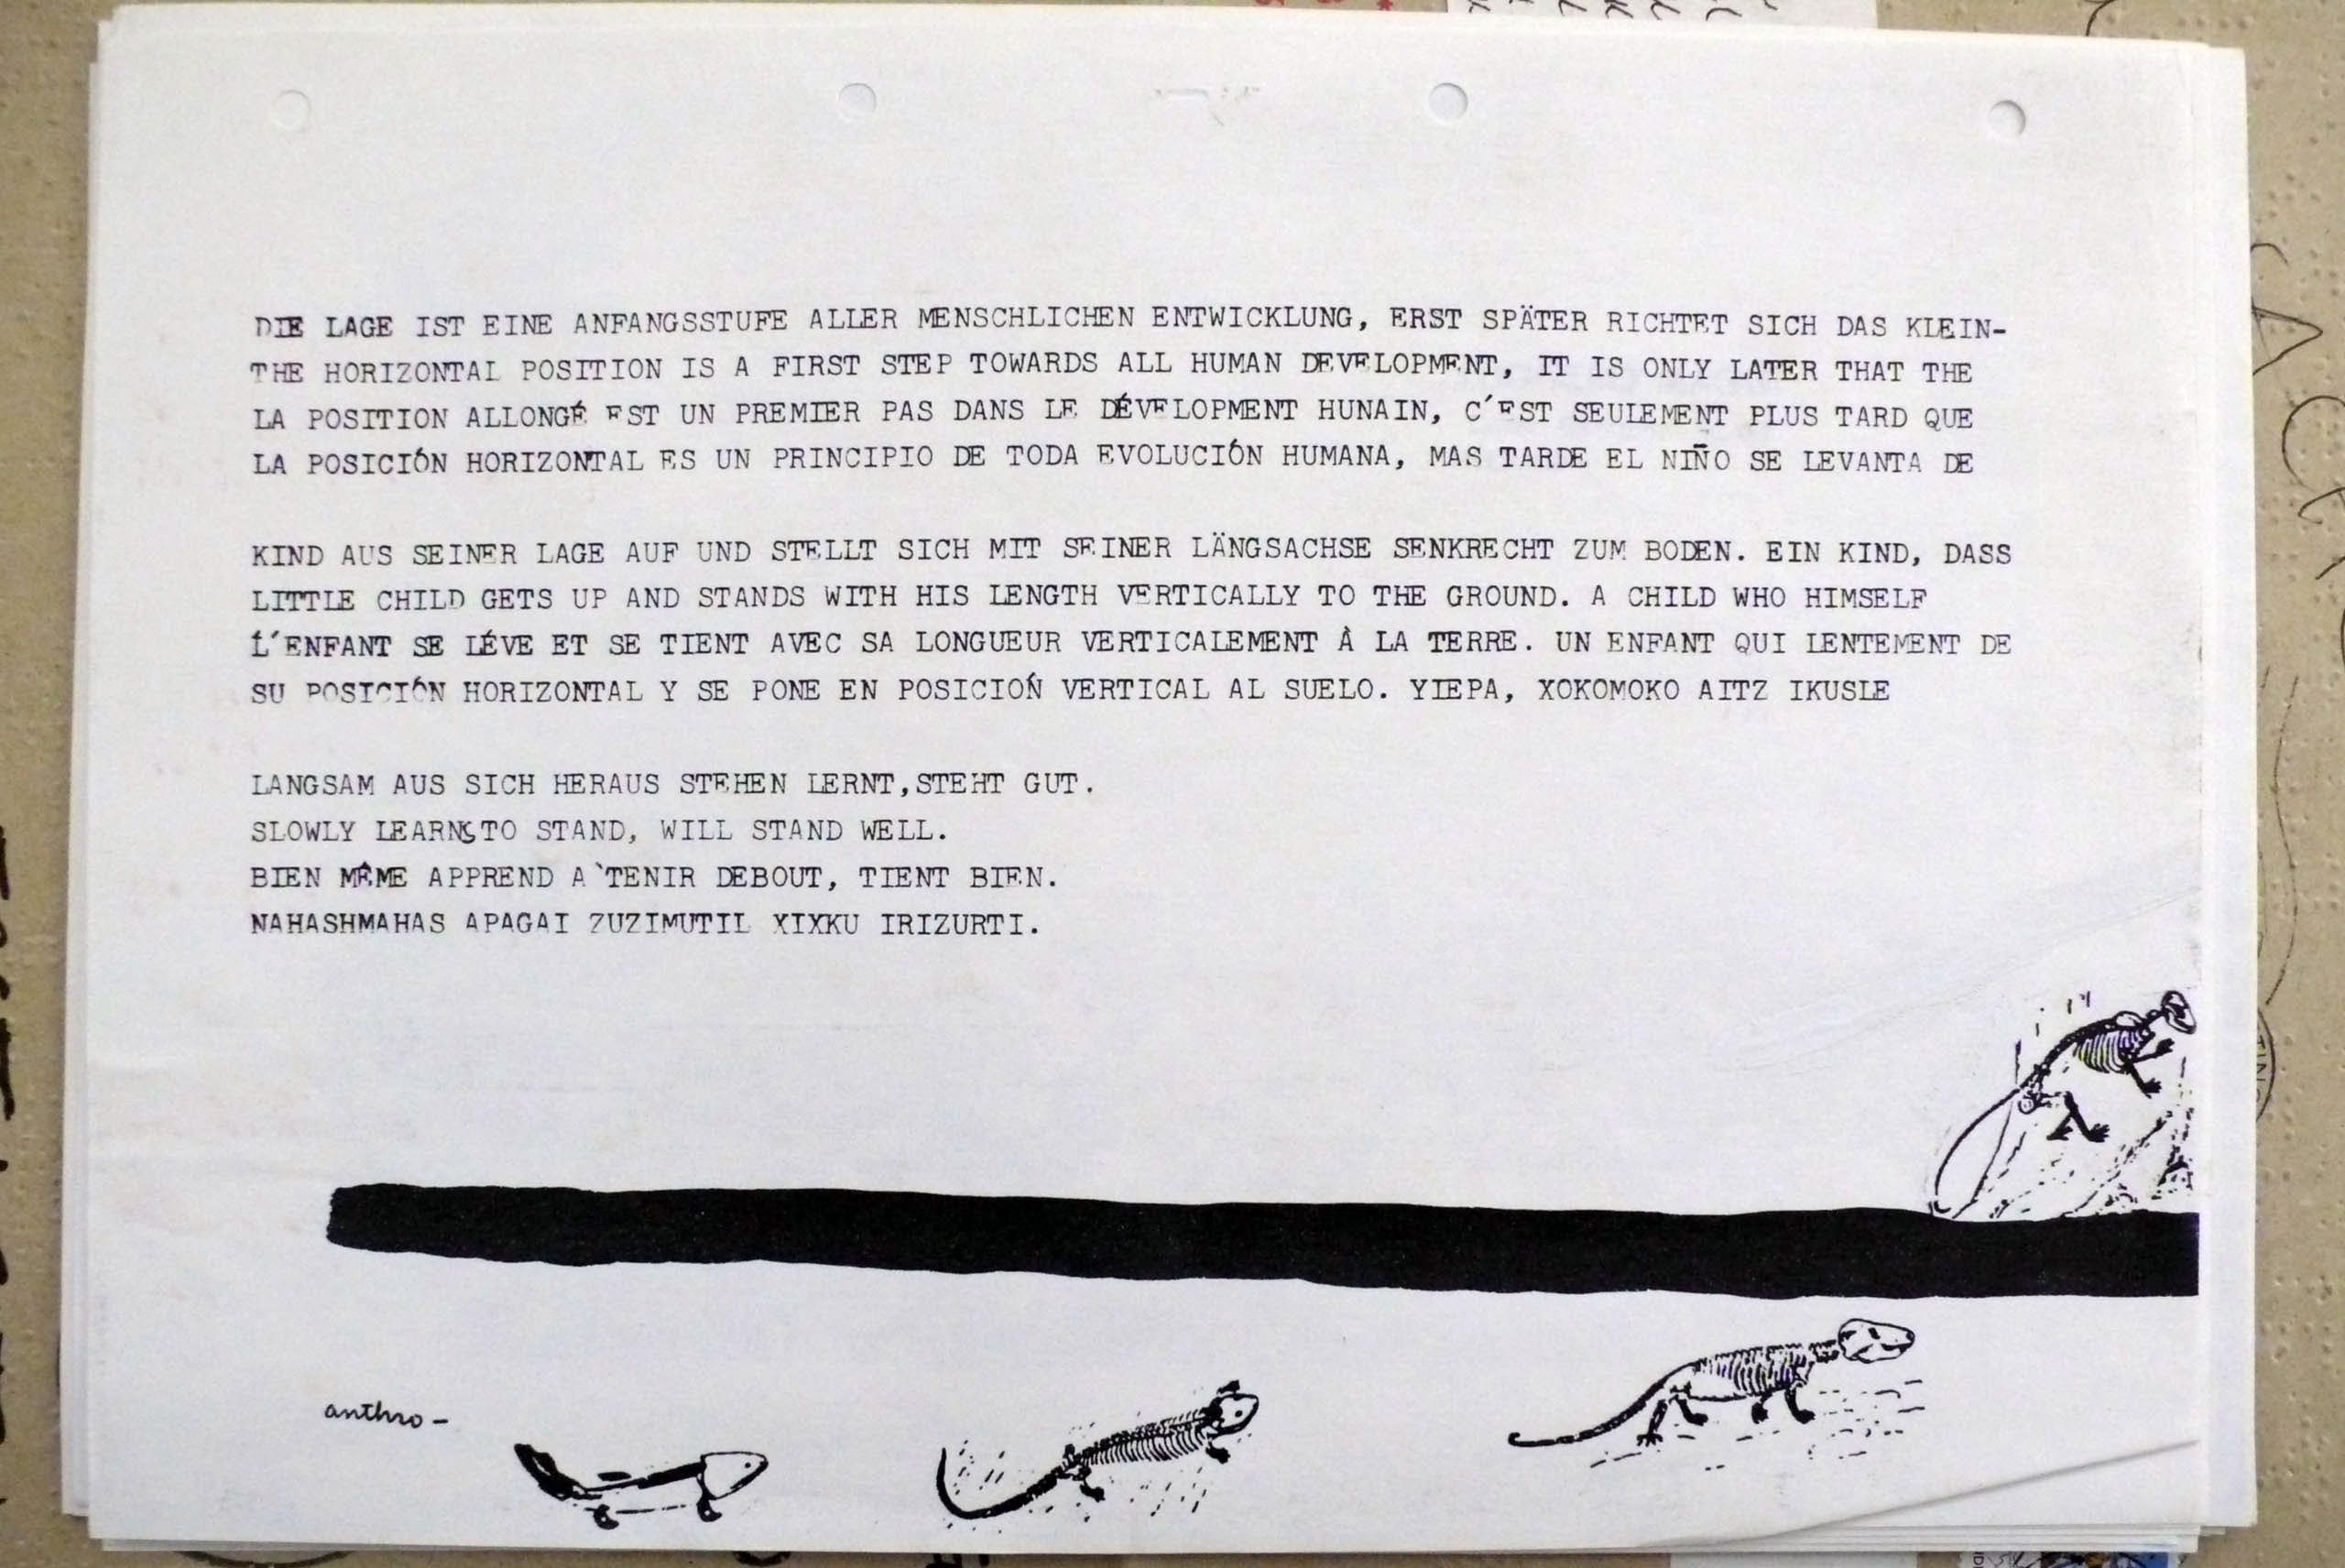 DIE LAGE IST EINE ANFANGSSTUFE ALLER MENSCHLICHEN ENTWICKLUNG, ERST SPÄTER RICHTET SICH DAS KLEIN-
THE HORIZONTAL POSITION IS A FIRST STEP TOWARDS ALL HUMAN DEVELOPMENT, IT IS ONLY LATER THAT THE
LA POSITION ALLONGÉ EST UN PREMIER PAS DANS LE DÉVELOPMENT HUNAIN, C´EST SEULEMENT PLUS TARD QUE
LA POSICIÓN HORIZONTAL ES UN PRINCIPIO DE TODA EVOLUCIÓN HUMANA, MAS TARDE EL NIÑO SE LEVANTA DE
KIND AUS SEINER LAGE AUF UND STELLT SICH MIT SEINER LÄNGSACHSE SENKRECHT ZUM BODEN. EIN KIND, DASS
LITTLE CHILD GETS UP AND STANDS WITH HIS LENGTH VERTICALLY TO THE GROUND. A CHILD WHO HIMSELF
L´ENFANT SE LÉVE ET SE TIENT AVEC SA LONGUEUR VERTICALEMENT À LA TERRE. UN ENFANT QUI LENTEMENT DE
SU POSICIÓN HORIZONTAL Y SE PONE EN POSICIOŃ VERTICAL AL SUELO. YIEPA, XOKOMOKO AITZ IKUSLE
LANGSAM AUS SICH HERAUS STEHEN LERNT,STEHT GUT.
SLOWLY LEARNS TO STAND, WILL STAND WELL.
BIEN MÊME APPREND A`TENIR DEBOUT, TIENT BIEN.
NAHASHMAHAS APAGAI ZUZIMUTIL XIXKU IRIZURTI.
anthro-